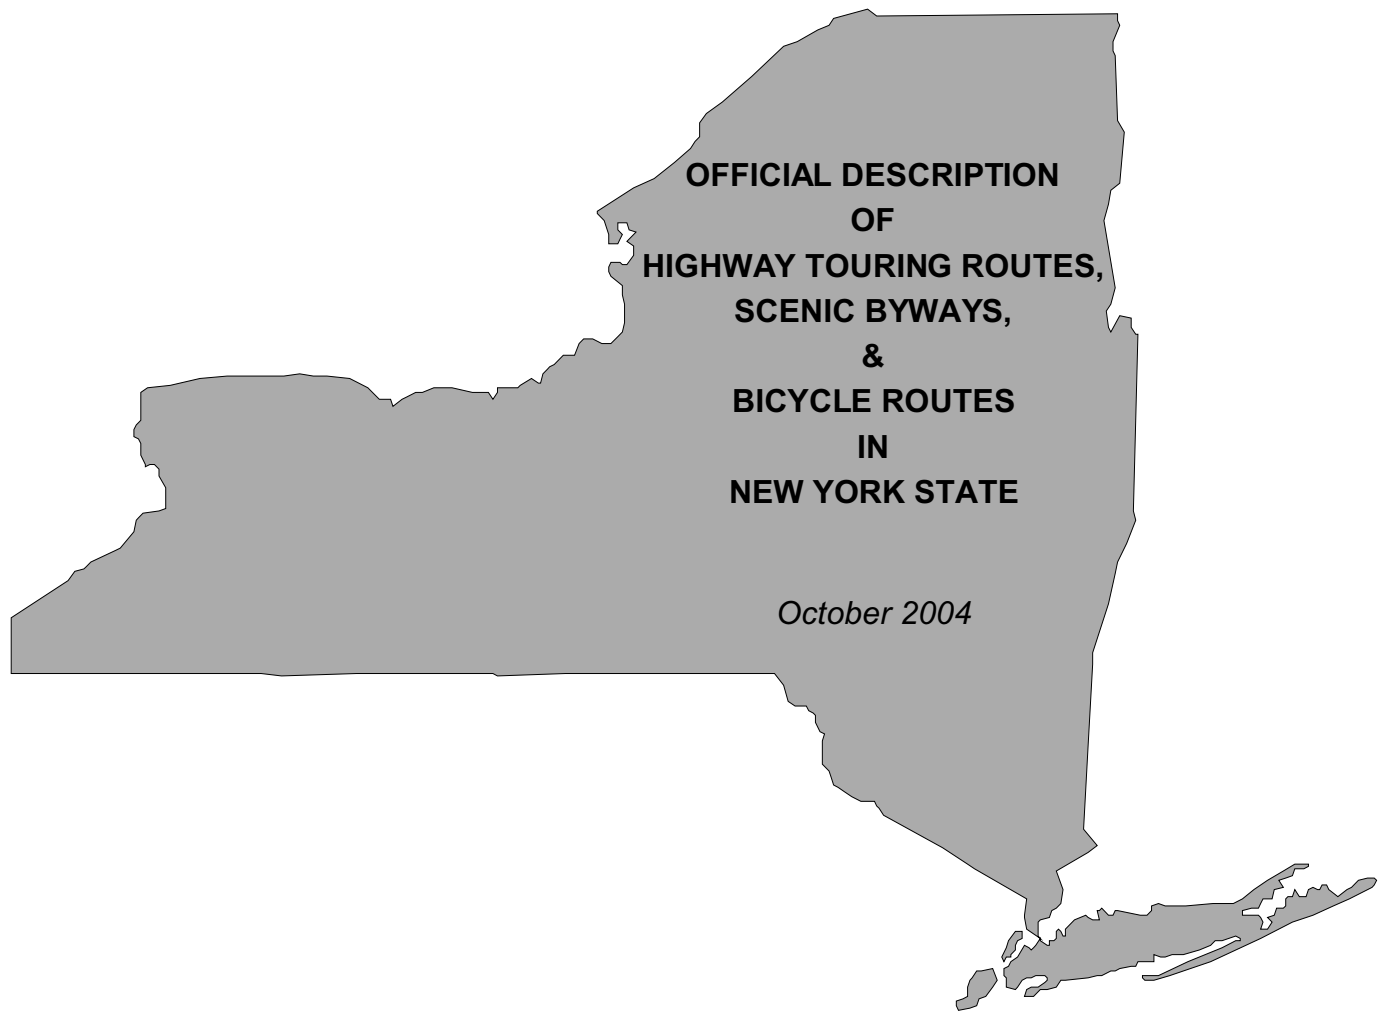 OFFICIAL DESCRIPTION
OF
HIGHWAY TOURING ROUTES,
SCENIC BYWAYS,
&
BICYCLE ROUTES
IN
NEW YORK STATE
October 2004